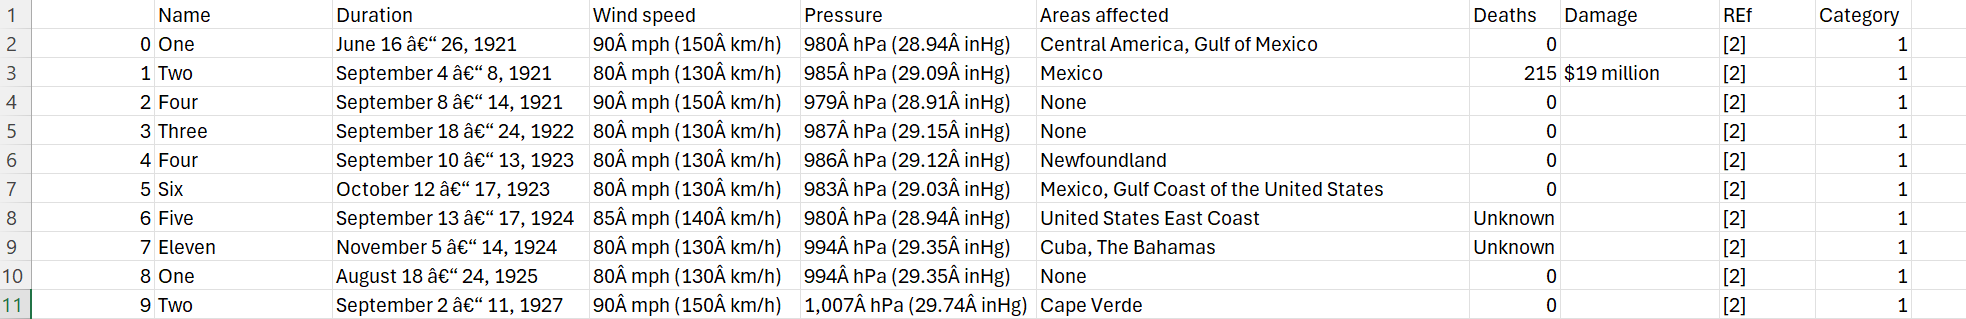 1 Name Duration Wind speed Pressure Areas affected Deaths Damage REf Category
2 0 One June 16 â€“ 26, 1921 90Â mph (150Â km/h) 980Â hPa (28.94Â inHg) Central America, Gulf of Mexico 0 [2] 1
3 1 Two September 4 â€“ 8, 1921 80Â mph (130Â km/h) 985Â hPa (29.09Â inHg) Mexico 215 $19 million [2] 1
4 2 Four September 8 â€“ 14, 1921 90Â mph (150Â km/h) 979Â hPa (28.91Â inHg) None 0 [2] 1
5 3 Three September 18 â€“ 24, 1922 80Â mph (130Â km/h) 987Â hPa (29.15Â inHg) None 0 [2] 1
6 4 Four September 10 â€“ 13, 1923 80Â mph (130Â km/h) 986Â hPa (29.12Â inHg) Newfoundland 0 [2] 1
7 5 Six October 12 â€“ 17, 1923 80Â mph (130Â km/h) 983Â hPa (29.03Â inHg) Mexico, Gulf Coast of the United States 0 [2] 1
8 6 Five September 13 â€“ 17, 1924 85Â mph (140Â km/h) 980Â hPa (28.94Â inHg) United States East Coast Unknown [2] 1
9 7 Eleven November 5 â€“ 14, 1924 80Â mph (130Â km/h) 994Â hPa (29.35Â inHg) Cuba, The Bahamas Unknown [2] 1
10 8 One August 18 â€“ 24, 1925 80Â mph (130Â km/h) 994Â hPa (29.35Â inHg) None 0 [2] 1
11 9 Two September 2 â€“ 11, 1927 90Â mph (150Â km/h) 1,007Â hPa (29.74Â inHg) Cape Verde 0 [2] 1